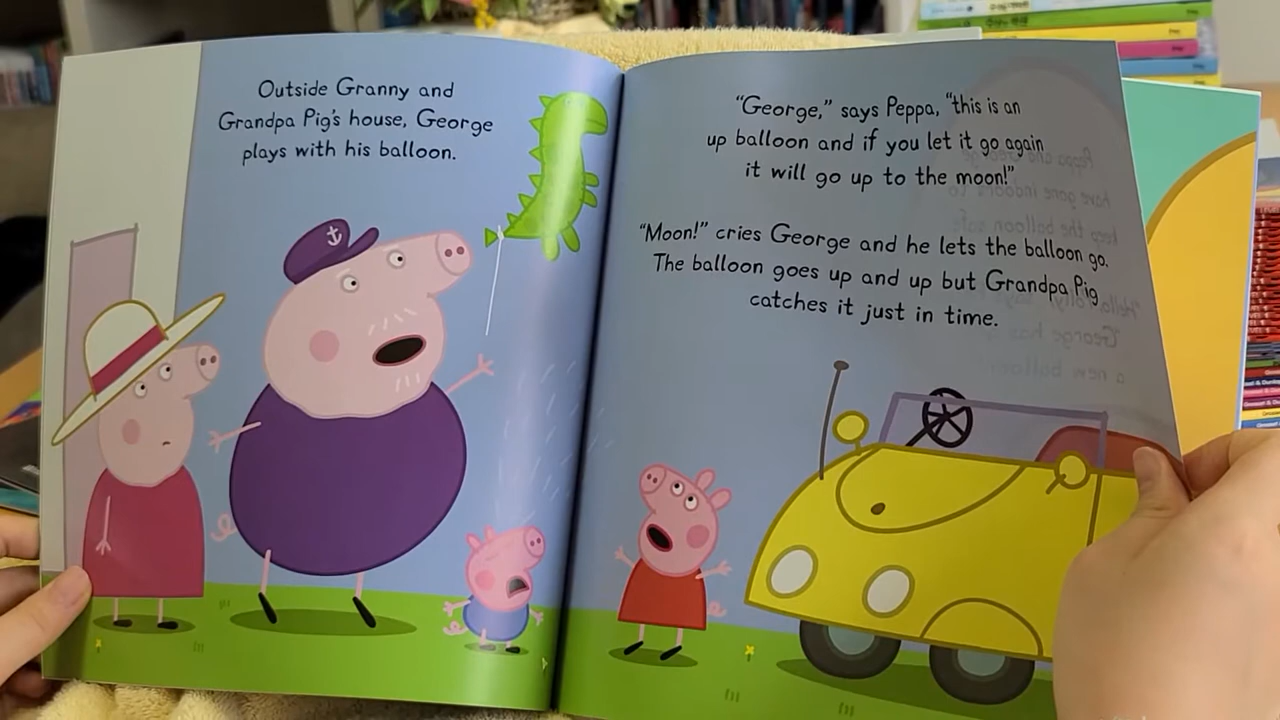 Outside Granny and
Grandpa Pig's house, George
plays with his balloon.
"George," says Peppa, "this is an
up balloon and if you let it go again
it will go up to the moon!"
"Moon!" cries George and he lets the balloon go.
The balloon goes up and up but Grandpa Pig
catches it just in time.